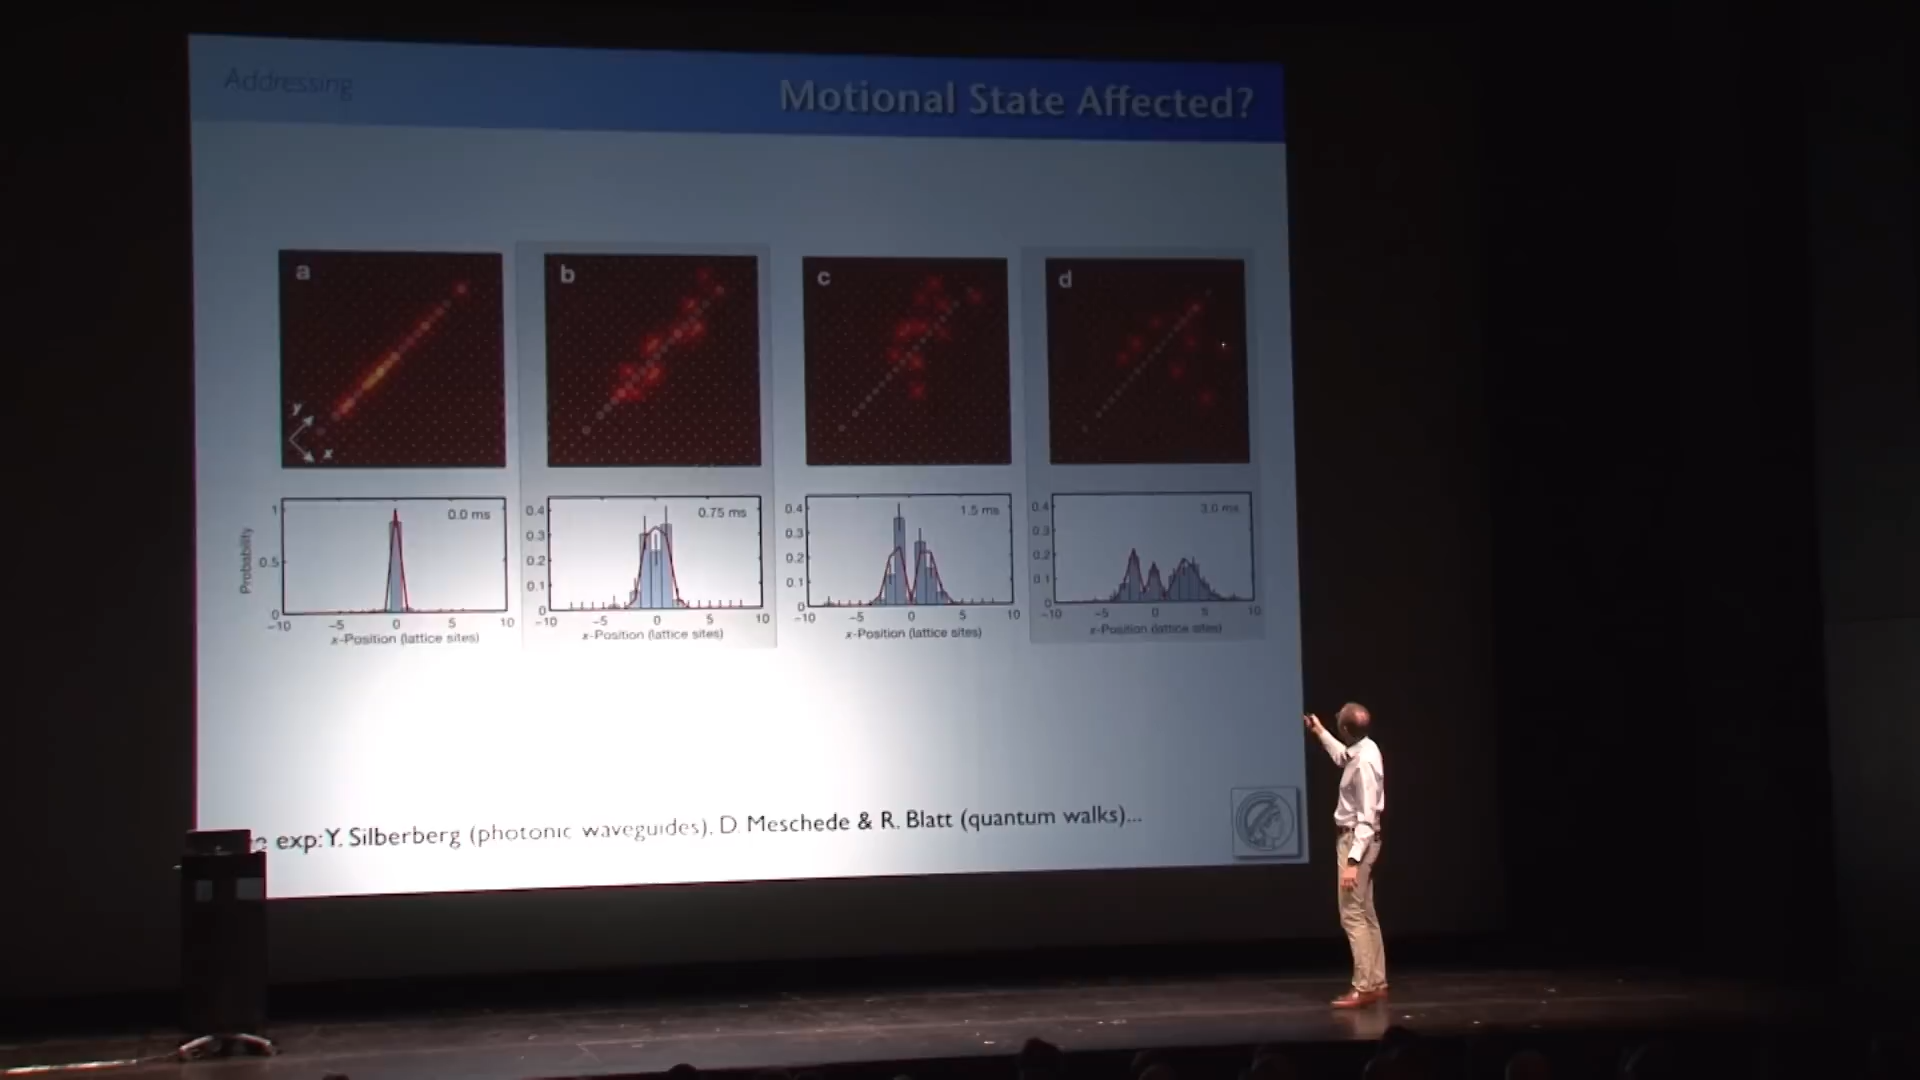 Addressing
Motional State Affected?
a
b
c
d
y
x
0.0 ms
0.75 ms
1.5 ms
3.0 ms
Probability
1
0.5
0
0.4
0.3
0.2
0.1
0
0.4
0.3
0.2
0.1
0
0.4
0.3
0.2
0.1
0
-10 -5 0 5 10
-10 -5 0 5 10
-10 -5 0 5 10
-10 -5 0 5 10
x-Position (lattice sites)
x-Position (lattice sites)
x-Position (lattice sites)
x-Position (lattice sites)
exp: Y. Silberberg (photonic waveguides), D. Meschede & R. Blatt (quantum walks)...